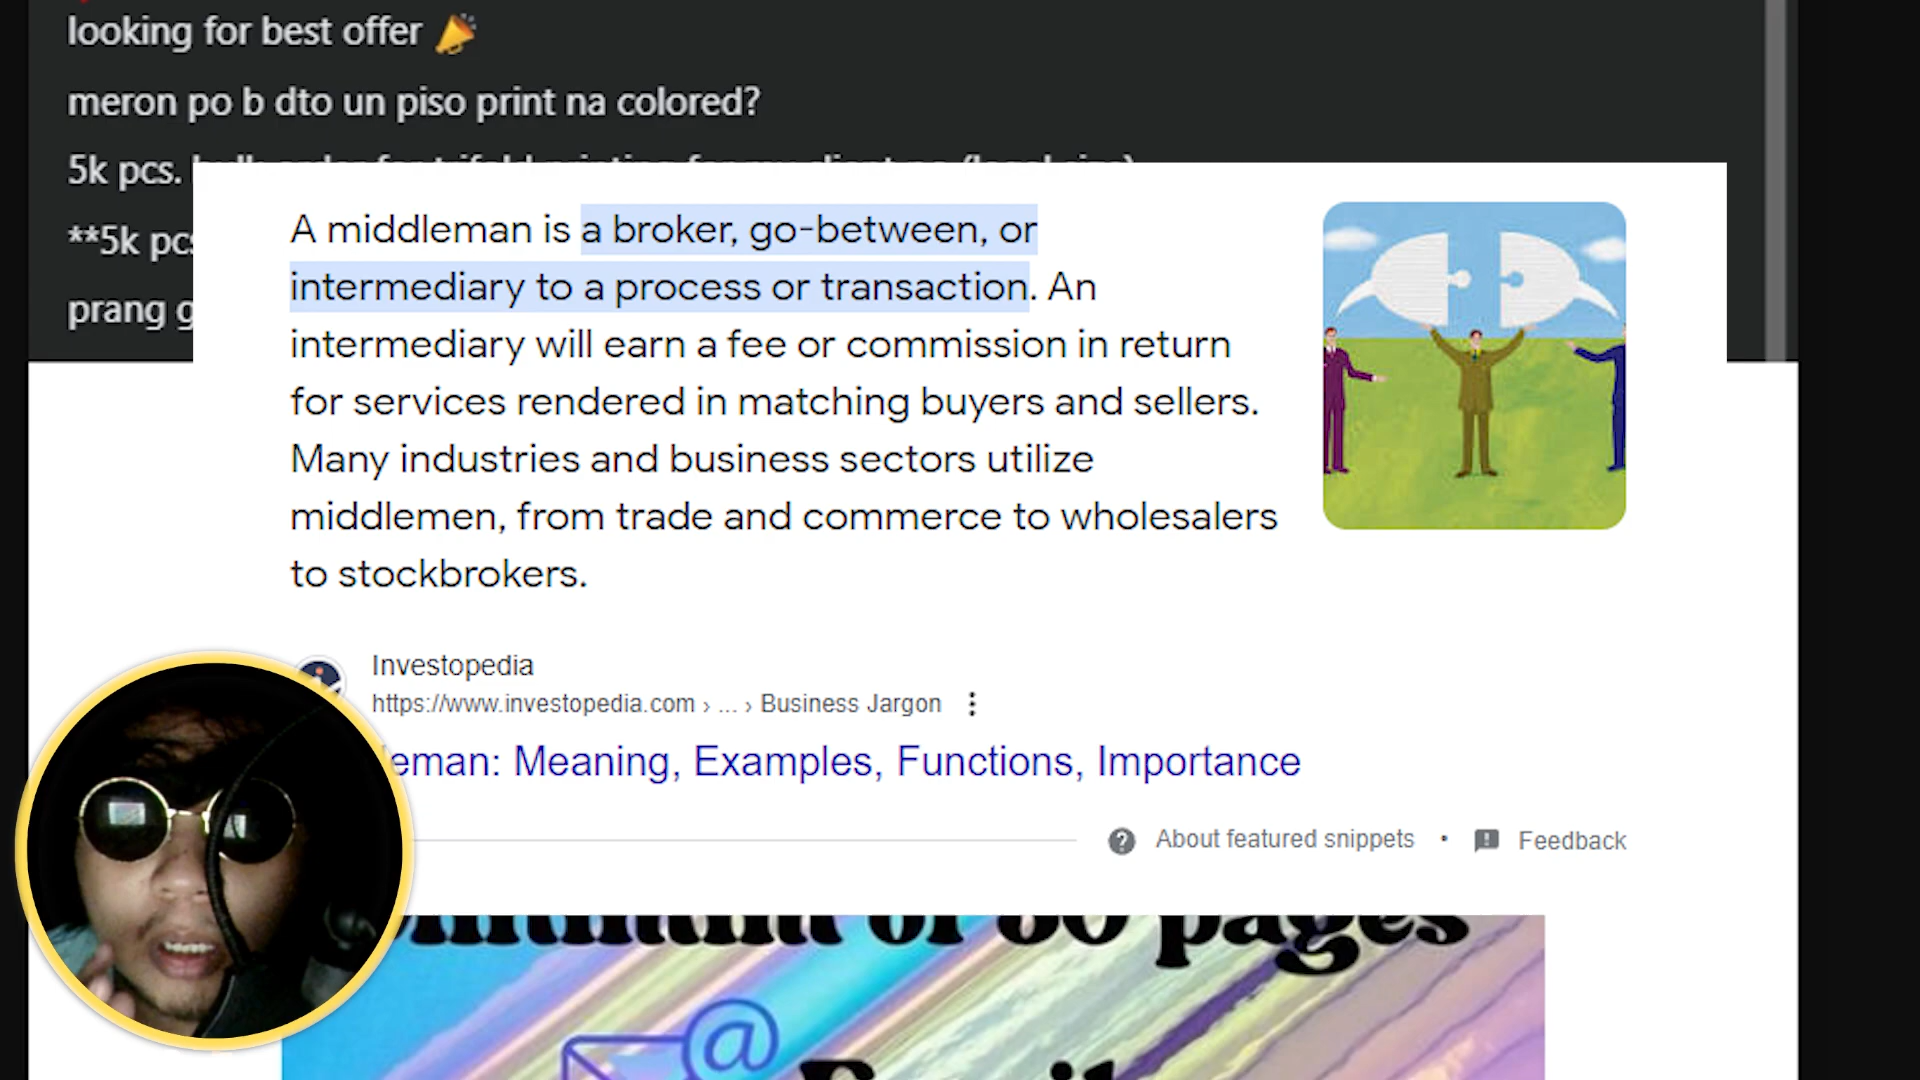 looking for best offer
meron po b dto un piso print na colored?
5k pcs.
**5k pcs
prang g
A middleman is a broker, go-between, or
intermediary to a process or transaction. An
intermediary will earn a fee or commission in return
for services rendered in matching buyers and sellers.
Many industries and business sectors utilize
middlemen, from trade and commerce to wholesalers
to stockbrokers.
Investopedia
https://www.investopedia.com › ... › Business Jargon
eman: Meaning, Examples, Functions, Importance
About featured snippets • Feedback
of 80 pages
@